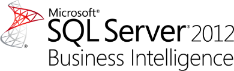 Microsoft®
SQL Server® 2012
Business Intelligence